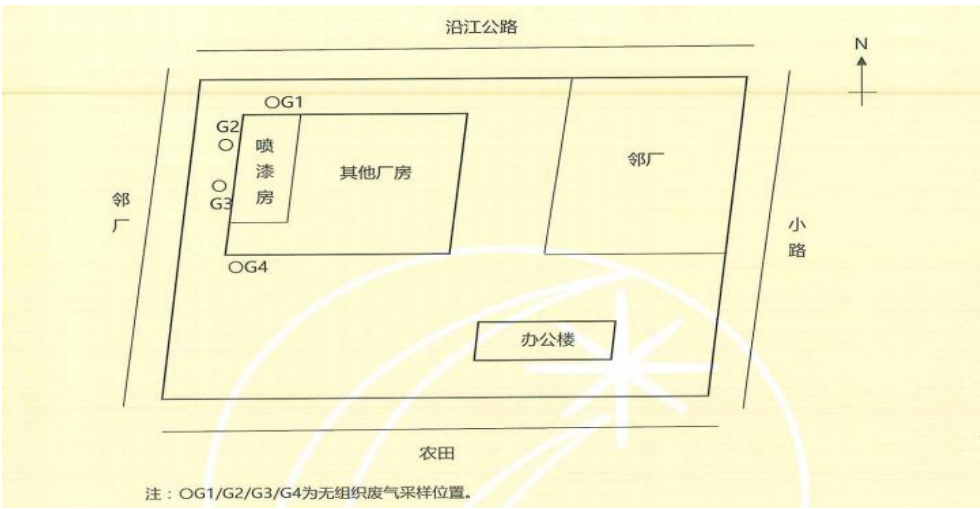 沿江公路
N
OG1
G2
喷漆房
其他厂房
邻厂
邻厂
G3
小路
OG4
办公楼
农田
注：OG1/G2/G3/G4为无组织废气采样位置。